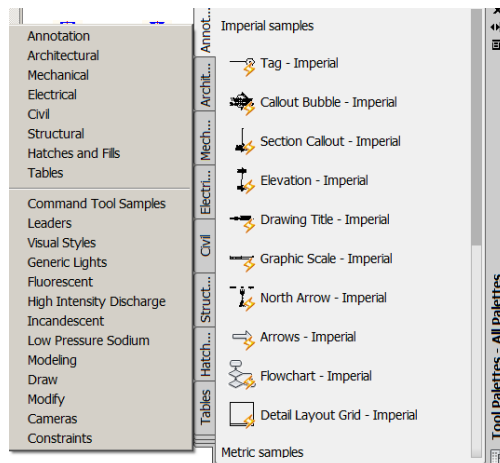 Annotation
Architectural
Mechanical
Electrical
Civil
Structural
Hatches and Fills
Tables
Command Tool Samples
Leaders
Visual Styles
Generic Lights
Fluorescent
High Intensity Discharge
Incandescent
Low Pressure Sodium
Modeling
Draw
Modify
Cameras
Constraints
Annot...
Archit...
Mech...
Electri...
Civil
Struct...
Hatch...
Tables
Imperial samples
Tag - Imperial
Callout Bubble - Imperial
Section Callout - Imperial
Elevation - Imperial
Drawing Title - Imperial
Graphic Scale - Imperial
North Arrow - Imperial
Arrows - Imperial
Flowchart - Imperial
Detail Layout Grid - Imperial
Metric samples
Tool Palettes - All Palettes